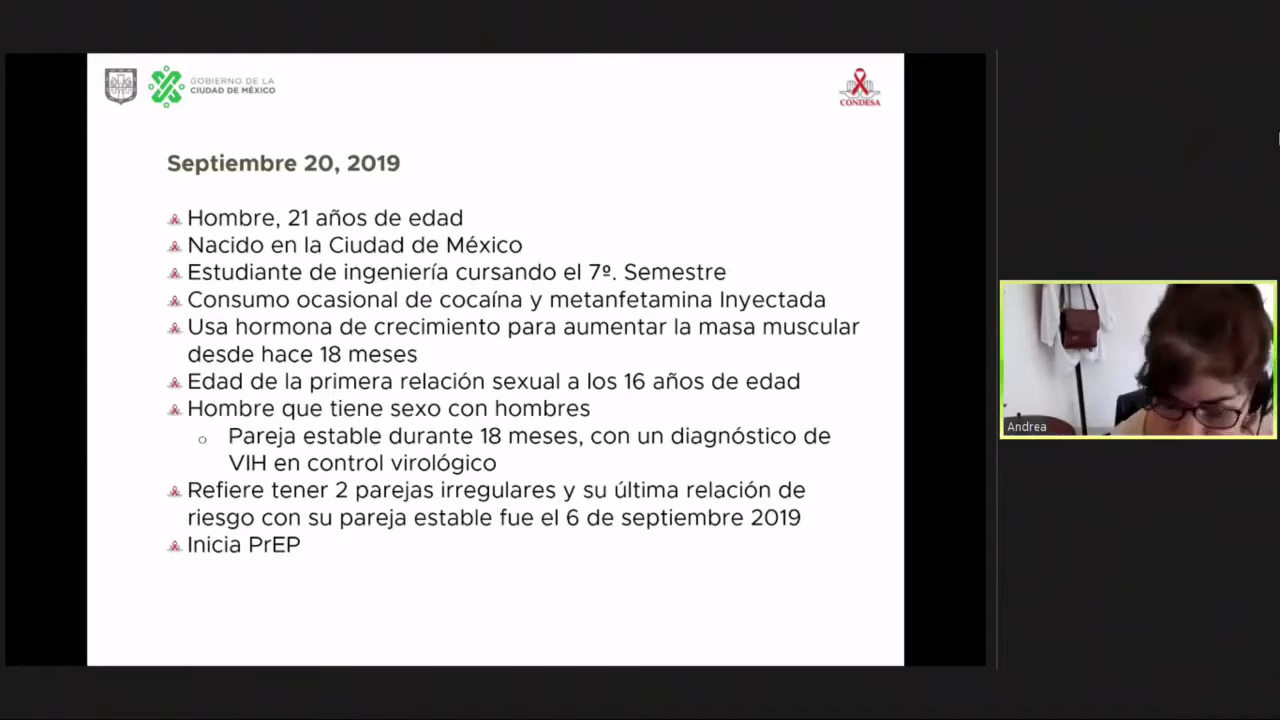 GOBIERNO DE LA
CIUDAD DE MÉXICO
CONDESA
Septiembre 20, 2019
Hombre, 21 años de edad
Nacido en la Ciudad de México
Estudiante de ingeniería cursando el 7º. Semestre
Consumo ocasional de cocaína y metanfetamina Inyectada
Usa hormona de crecimiento para aumentar la masa muscular
desde hace 18 meses
Edad de la primera relación sexual a los 16 años de edad
Hombre que tiene sexo con hombres
Pareja estable durante 18 meses, con un diagnóstico de
VIH en control virológico
Refiere tener 2 parejas irregulares y su última relación de
riesgo con su pareja estable fue el 6 de septiembre 2019
Inicia PrEP
Andrea